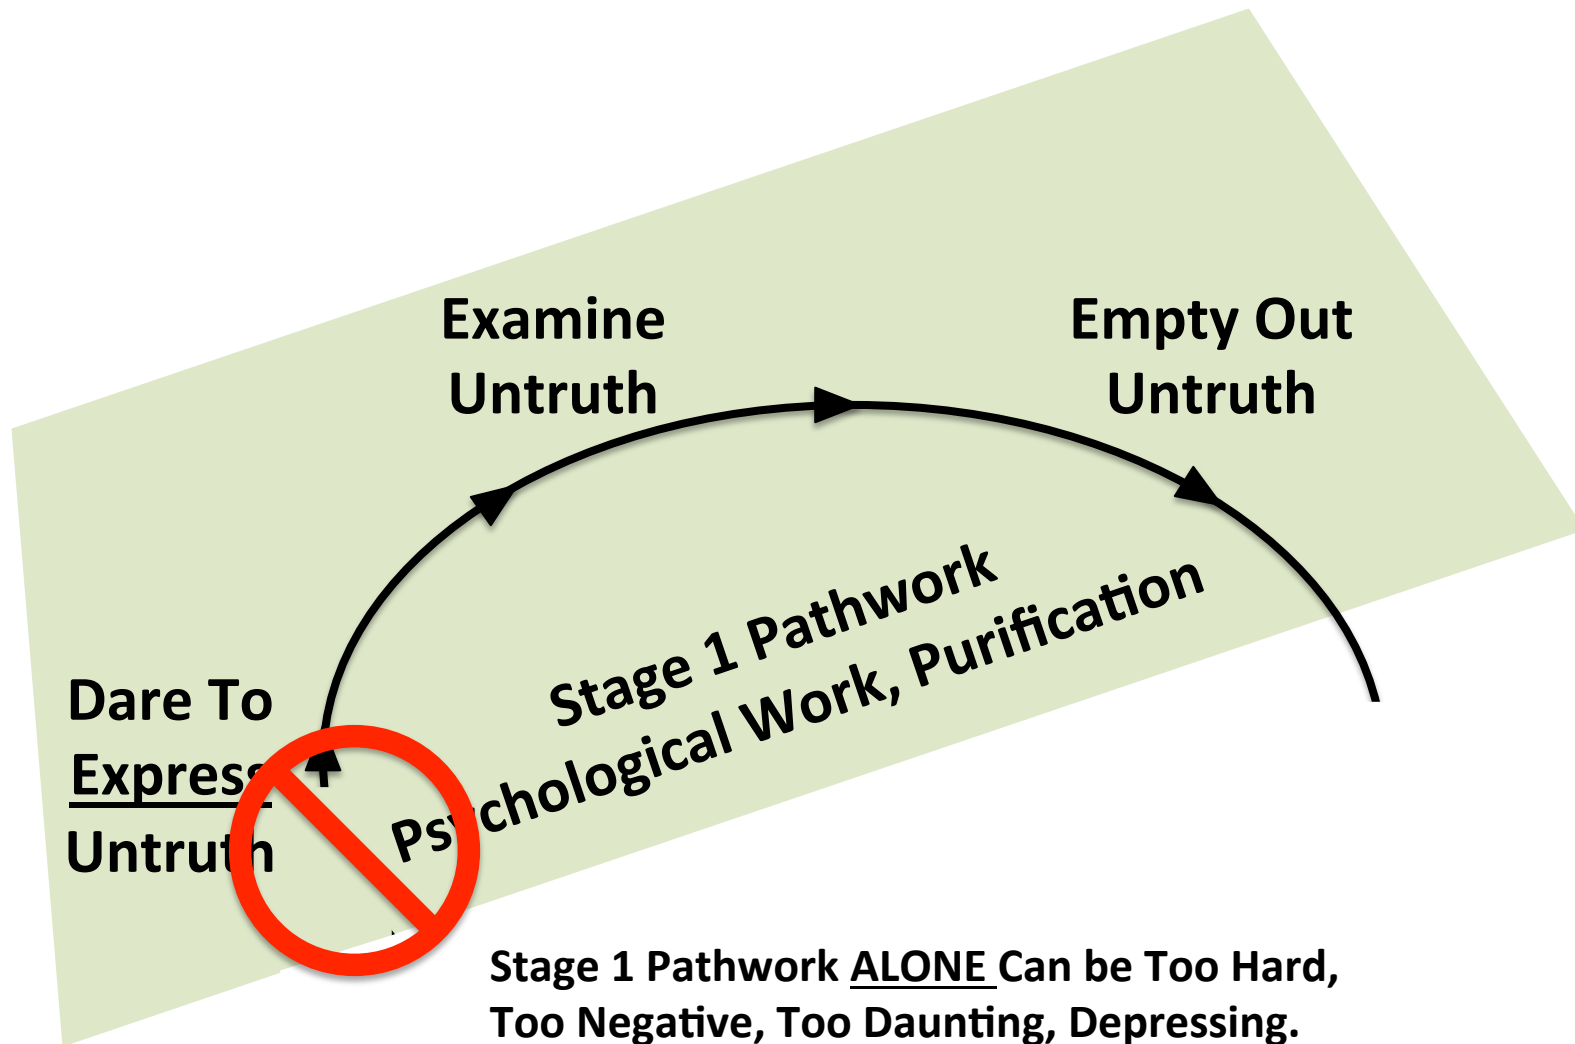 Examine
Untruth
Empty Out
Untruth
Dare To
Express
Untruth
Stage 1 Pathwork
Psychological Work, Purification
Stage 1 Pathwork ALONE Can be Too Hard,
Too Negative, Too Daunting, Depressing.